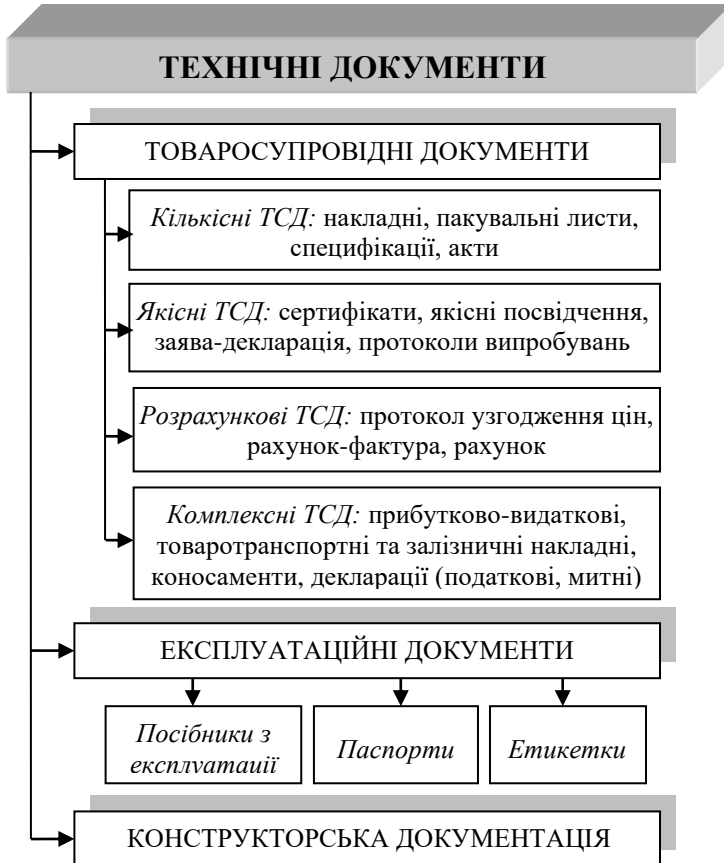 ТЕХНІЧНІ ДОКУМЕНТИ
ТОВАРОСУПРОВІДНІ ДОКУМЕНТИ
Кількісні ТСД: накладні, пакувальні листи,
специфікації, акти
Якісні ТСД: сертифікати, якісні посвідчення,
заява-декларація, протоколи випробувань
Розрахункові ТСД: протокол узгодження цін,
рахунок-фактура, рахунок
Комплексні ТСД: прибутково-видаткові,
товаротранспортні та залізничні накладні,
коносаменти, декларації (податкові, митні)
ЕКСПЛУАТАЦІЙНІ ДОКУМЕНТИ
Посібники з
експлуатації
Паспорти
Етикетки
КОНСТРУКТОРСЬКА ДОКУМЕНТАЦІЯ